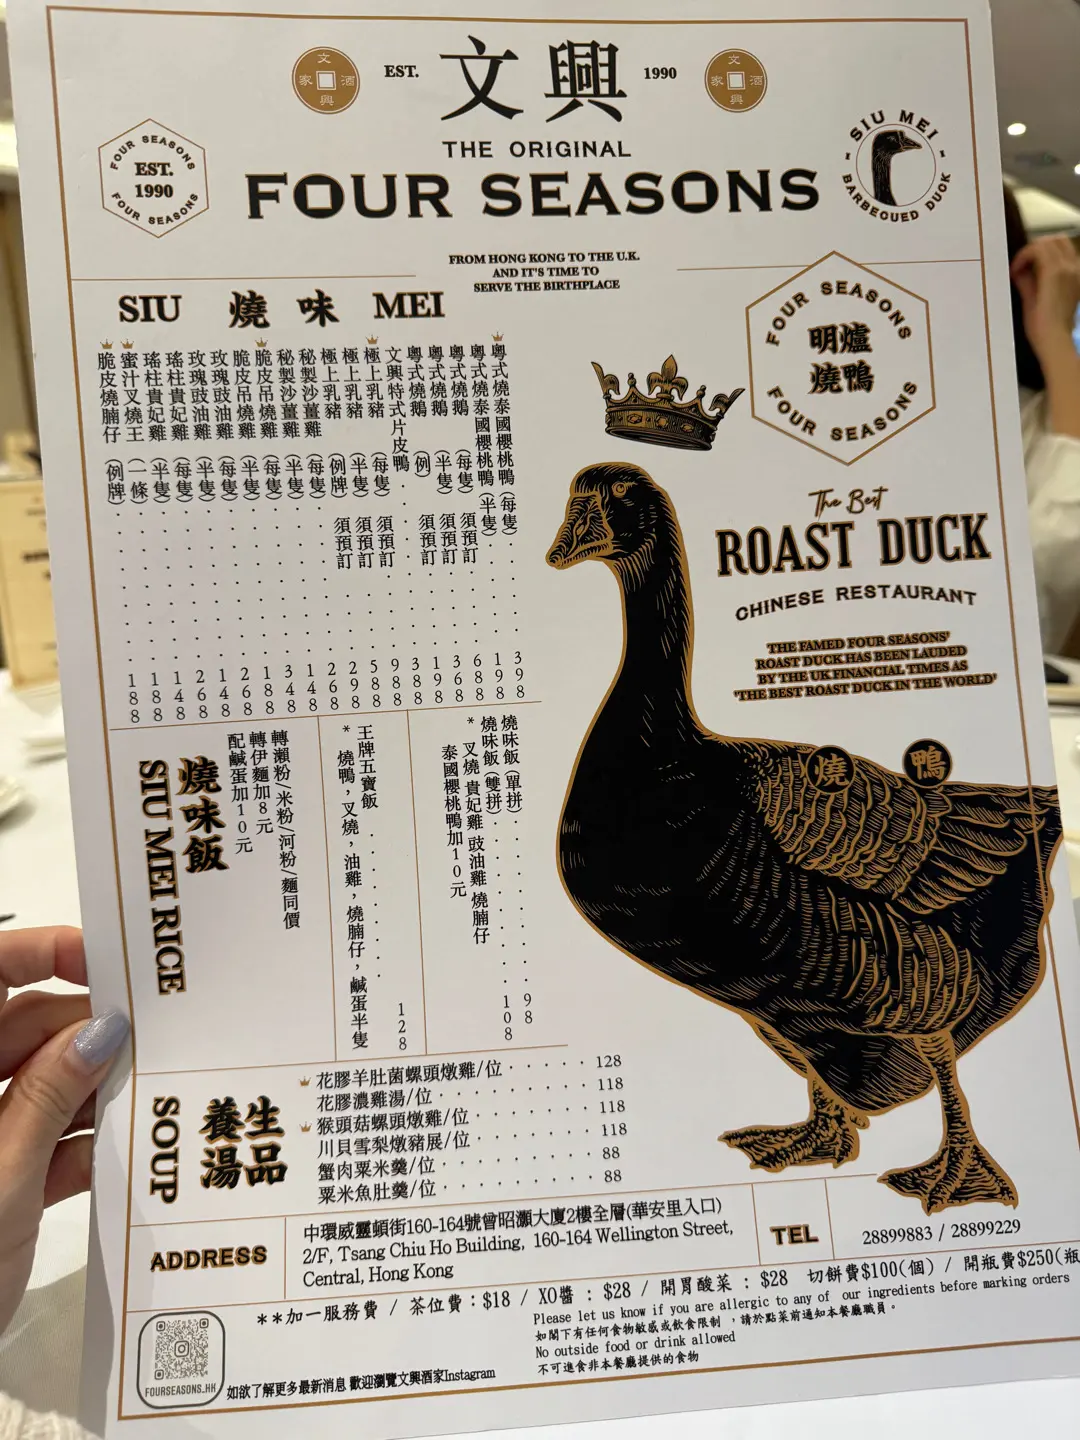 文興
EST. 1990
文興酒家
文興酒家
THE ORIGINAL
FOUR SEASONS
FOUR SEASONS
EST.
1990
FOUR SEASONS
- SIU MEI -
BARBECUED DUCK
FROM HONG KONG TO THE U.K.
AND IT'S TIME TO
SERVE THE BIRTHPLACE
SIU 燒味 MEI
粵式燒泰國櫻桃鴨(每隻) 398
粵式燒泰國櫻桃鴨(半隻) 198
粵式燒鵝(每隻) 須預訂 688
粵式燒鵝(半隻) 須預訂 368
粵式燒鵝(例) 須預訂 198
文興特式片皮鴨 388
極上乳豬(每隻) 須預訂 988
極上乳豬(半隻) 須預訂 588
極上乳豬(例牌) 須預訂 298
秘製沙薑雞(每隻) 268
秘製沙薑雞(半隻) 148
脆皮吊燒雞(每隻) 348
脆皮吊燒雞(半隻) 188
玫瑰豉油雞(每隻) 268
玫瑰豉油雞(半隻) 148
瑤柱貴妃雞(每隻) 268
瑤柱貴妃雞(半隻) 148
蜜汁叉燒王(一條) 188
脆皮燒腩仔(例牌) 188
FOUR SEASONS
明爐
燒鴨
FOUR SEASONS
The Best
ROAST DUCK
CHINESE RESTAURANT
THE FAMED FOUR SEASONS'
ROAST DUCK HAS BEEN LAUDED
BY THE UK FINANCIAL TIMES AS
'THE BEST ROAST DUCK IN THE WORLD'
燒鴨
燒味飯
SIU MEI RICE
燒味飯(單拼) 98
燒味飯(雙拼) 108
* 叉燒 貴妃雞 豉油雞 燒腩仔
泰國櫻桃鴨加10元
王牌五寶飯 128
* 燒鴨,叉燒,油雞,燒腩仔,鹹蛋半隻
轉瀨粉/米粉/河粉/麵同價
轉伊麵加8元
配鹹蛋加10元
SOUP
養生
湯品
花膠羊肚菌螺頭燉雞/位 128
花膠濃雞湯/位 118
猴頭菇螺頭燉雞/位 118
川貝雪梨燉豬展/位 118
蟹肉粟米羹/位 88
粟米魚肚羹/位 88
ADDRESS
中環威靈頓街160-164號曾昭灝大廈2樓全層(華安里入口)
2/F, Tsang Chiu Ho Building, 160-164 Wellington Street,
Central, Hong Kong
TEL
28899883 / 28899229
**加一服務費 / 茶位費：$18 / XO醬 : $28 / 開胃酸菜 : $28 切餅費$100(個) / 開瓶費$250(瓶
Please let us know if you are allergic to any of our ingredients before marking orders
如閣下有任何食物敏感或飲食限制 ，請於點菜前通知本餐廳職員。
No outside food or drink allowed
不可進食非本餐廳提供的食物
FOURSEASONS.HK
如欲了解更多最新消息 歡迎瀏覽文興酒家Instagram